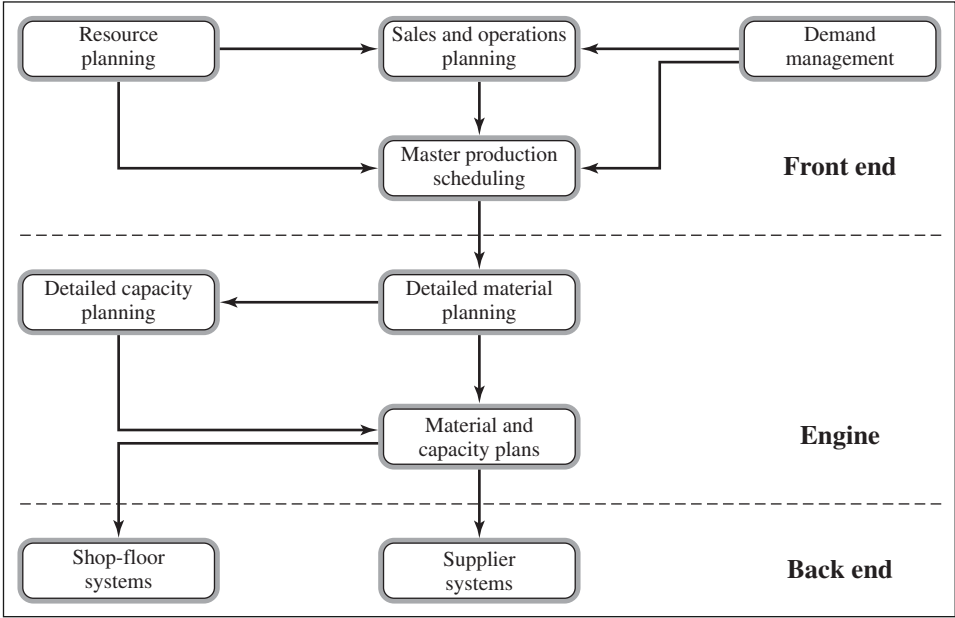 Resource
planning
Sales and operations
planning
Demand
management
Master production
scheduling
Front end
Detailed capacity
planning
Detailed material
planning
Material and
capacity plans
Engine
Shop-floor
systems
Supplier
systems
Back end